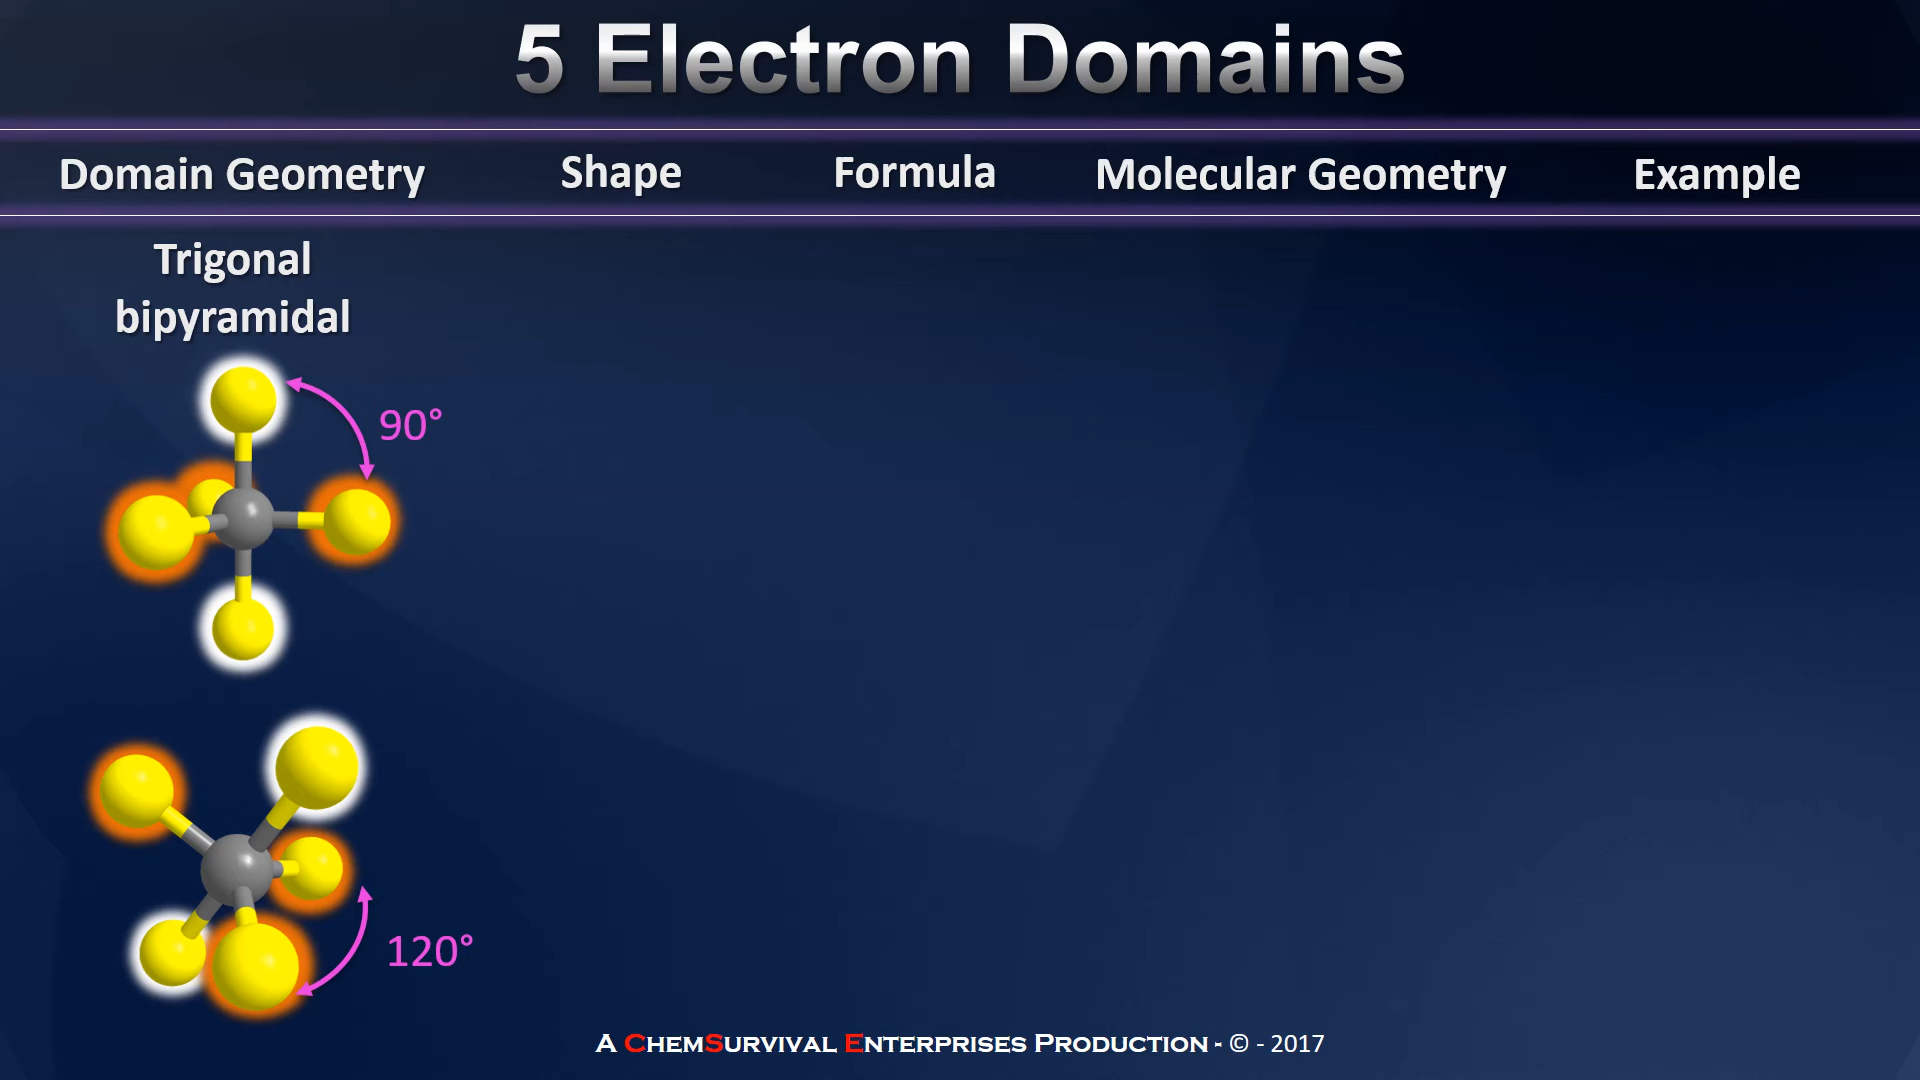 5 Electron Domains
Domain Geometry Shape Formula Molecular Geometry Example
Trigonal
bipyramidal
90°
120°
A ChemSurvival Enterprises Production - © - 2017